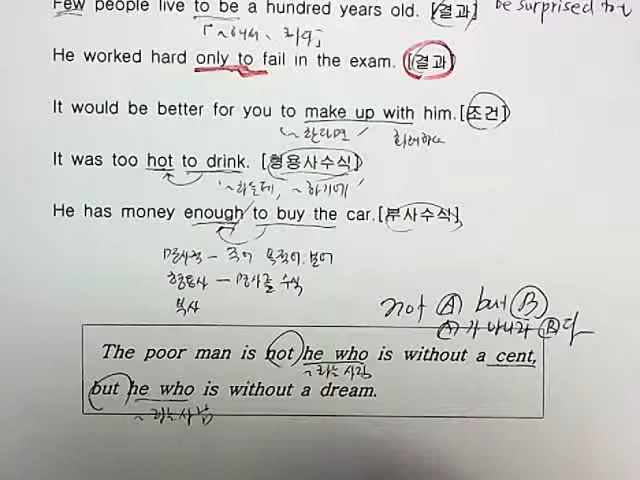 Few people live to be a hundred years old. [결과] be surprised to
「~해서, 하다」
He worked hard only to fail in the exam. [결과]
It would be better for you to make up with him.[조건]
~한다면 화해하다
It was too hot to drink. [형용사수식]
~하는데, ~하기에
He has money enough to buy the car.[부사수식]
명사적 - 주어 목적어.보어
형용사 - 명사를 수식
부사
not A but B
A가 아니라 B다
The poor man is not he who is without a cent,
~라는 사람
but he who is without a dream.
~라는 사람